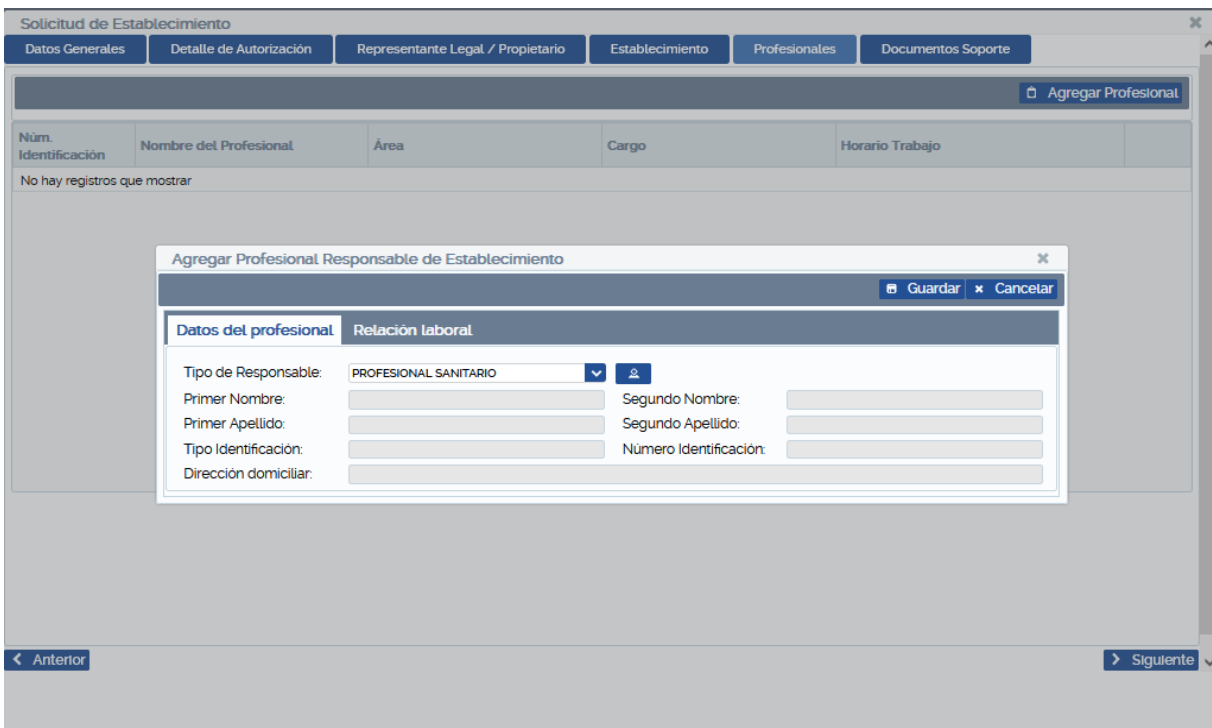 Solicitud de Establecimiento
Datos Generales Detalle de Autorización Representante Legal / Propietario Establecimiento Profesionales Documentos Soporte
Agregar Profesional
Núm. Identificación Nombre del Profesional Área Cargo Horario Trabajo
No hay registros que mostrar
Agregar Profesional Responsable de Establecimiento
Guardar Cancelar
Datos del profesional Relación laboral
Tipo de Responsable: PROFESIONAL SANITARIO
Primer Nombre: Segundo Nombre:
Primer Apellido: Segundo Apellido:
Tipo Identificación: Número Identificación:
Dirección domiciliar:
Anterior Siguiente